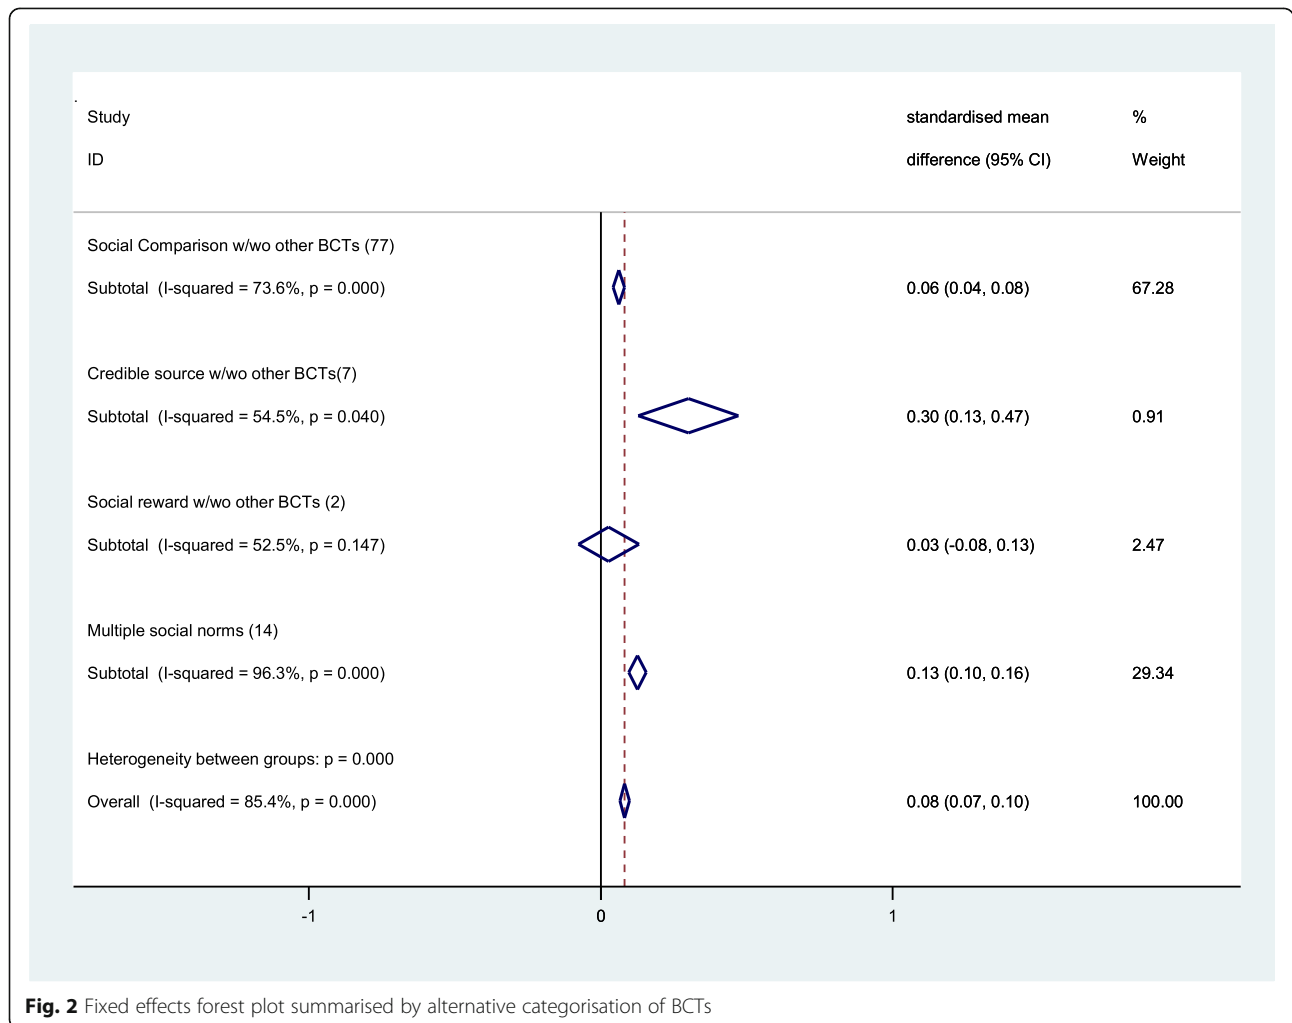 Study standardised mean %
ID difference (95% CI) Weight
Social Comparison w/wo other BCTs (77)
Subtotal (I-squared = 73.6%, p = 0.000) 0.06 (0.04, 0.08) 67.28
Credible source w/wo other BCTs(7)
Subtotal (I-squared = 54.5%, p = 0.040) 0.30 (0.13, 0.47) 0.91
Social reward w/wo other BCTs (2)
Subtotal (I-squared = 52.5%, p = 0.147) 0.03 (-0.08, 0.13) 2.47
Multiple social norms (14)
Subtotal (I-squared = 96.3%, p = 0.000) 0.13 (0.10, 0.16) 29.34
Heterogeneity between groups: p = 0.000
Overall (I-squared = 85.4%, p = 0.000) 0.08 (0.07, 0.10) 100.00
-1 0 1
Fig. 2 Fixed effects forest plot summarised by alternative categorisation of BCTs